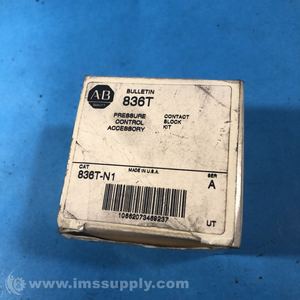 AB
QUALITY
BULLETIN
836T
PRESSURE CONTACT
CONTROL BLOCK
ACCESSORY KIT
CAT
836T-N1
MADE IN U.S.A.
SER
A
10662073469237
UT
© www.imssupply.com